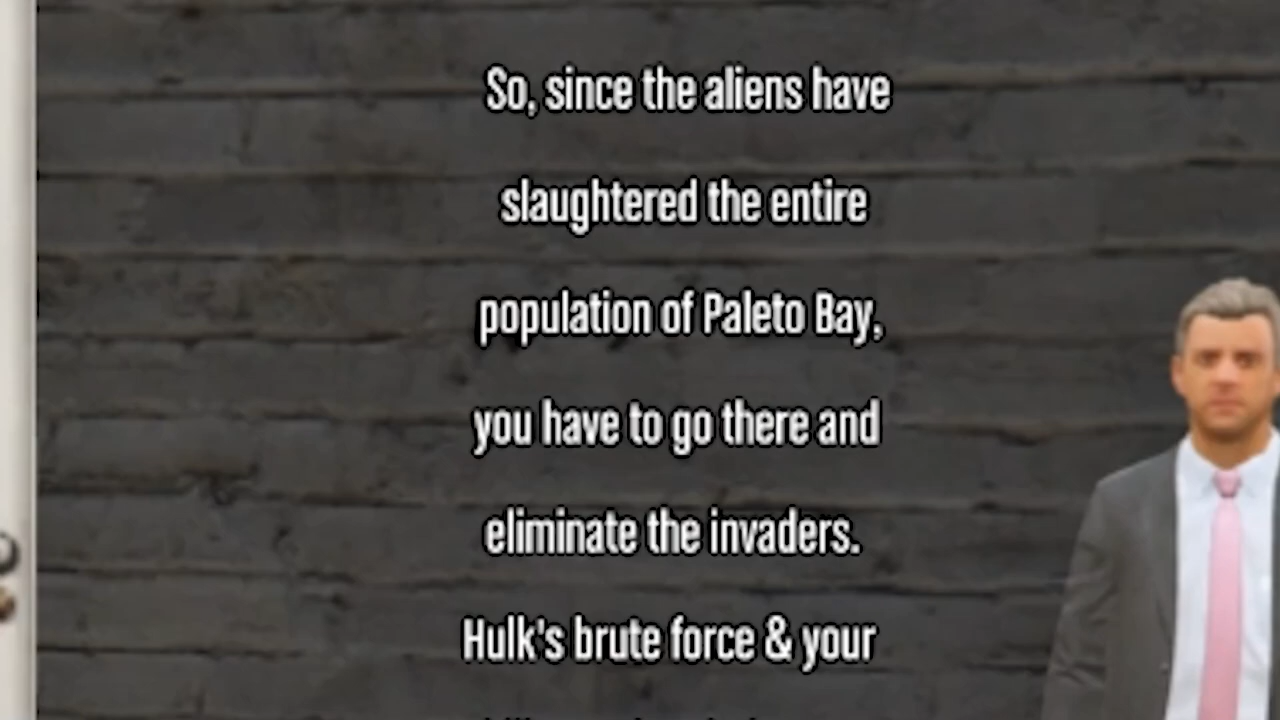 So, since the aliens have
slaughtered the entire
population of Paleto Bay,
you have to go there and
eliminate the invaders.
Hulk's brute force & your